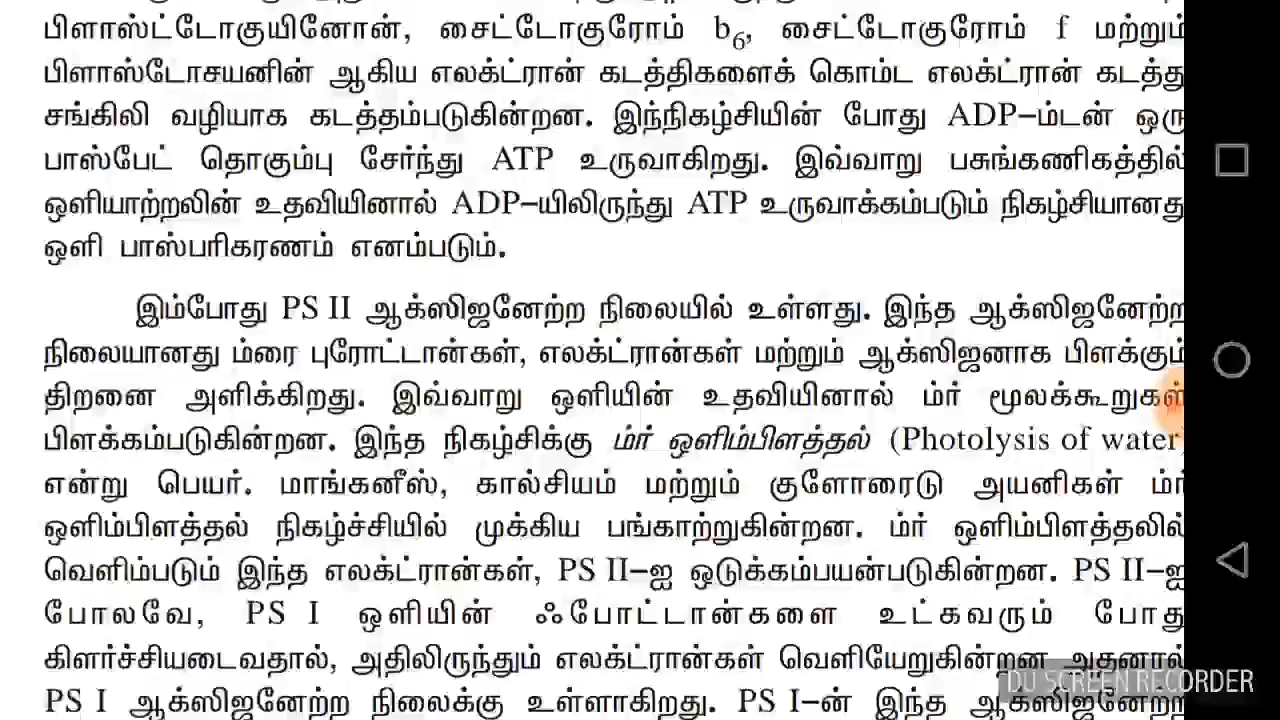 பிளாஸ்ட்டோகுயினோன், சைட்டோகுரோம் b₆, சைட்டோகுரோம் f மற்றும்
பிளாஸ்டோசயனின் ஆகிய எலக்ட்ரான் கடத்திகளைக் கொம்ட எலக்ட்ரான் கடத்து
சங்கிலி வழியாக கடத்தம்படுகின்றன. இந்நிகழ்சியின் போது ADP–ம்டன் ஒரு
பாஸ்பேட் தொகும்பு சேர்ந்து ATP உருவாகிறது. இவ்வாறு பசுங்கணிகத்தில்
ஒளியாற்றலின் உதவியினால் ADP–யிலிருந்து ATP உருவாக்கம்படும் நிகழ்சியானது
ஒளி பாஸ்பரிகரணம் எனம்படும்.
இம்போது PS II ஆக்ஸிஜனேற்ற நிலையில் உள்ளது. இந்த ஆக்ஸிஜனேற்ற
நிலையானது ம்ரை புரோட்டான்கள், எலக்ட்ரான்கள் மற்றும் ஆக்ஸிஜனாக பிளக்கும்
திறனை அளிக்கிறது. இவ்வாறு ஒளியின் உதவியினால் ம்ர் மூலக்கூறுகள்
பிளக்கம்படுகின்றன. இந்த நிகழ்சிக்கு ம்ர் ஒளிம்பிளத்தல் (Photolysis of water)
என்று பெயர். மாங்கனீஸ், கால்சியம் மற்றும் குளோரைடு அயனிகள் ம்ர்
ஒளிம்பிளத்தல் நிகழ்ச்சியில் முக்கிய பங்காற்றுகின்றன. ம்ர் ஒளிம்பிளத்தலில்
வெளிம்படும் இந்த எலக்ட்ரான்கள், PS II–ஐ ஒடுக்கம்பயன்படுகின்றன. PS II–ஐ
போலவே, PS I ஒளியின் ஃபோட்டான்களை உட்கவரும் போது
கிளர்ச்சியடைவதால், அதிலிருந்தும் எலக்ட்ரான்கள் வெளியேறுகின்றன அதனால்
PS I ஆக்ஸிஜனேற்ற நிலைக்கு உள்ளாகிறது. PS I–ன் இந்த ஆக்ஸிஜனேற்ற
DU SCREEN RECORDER